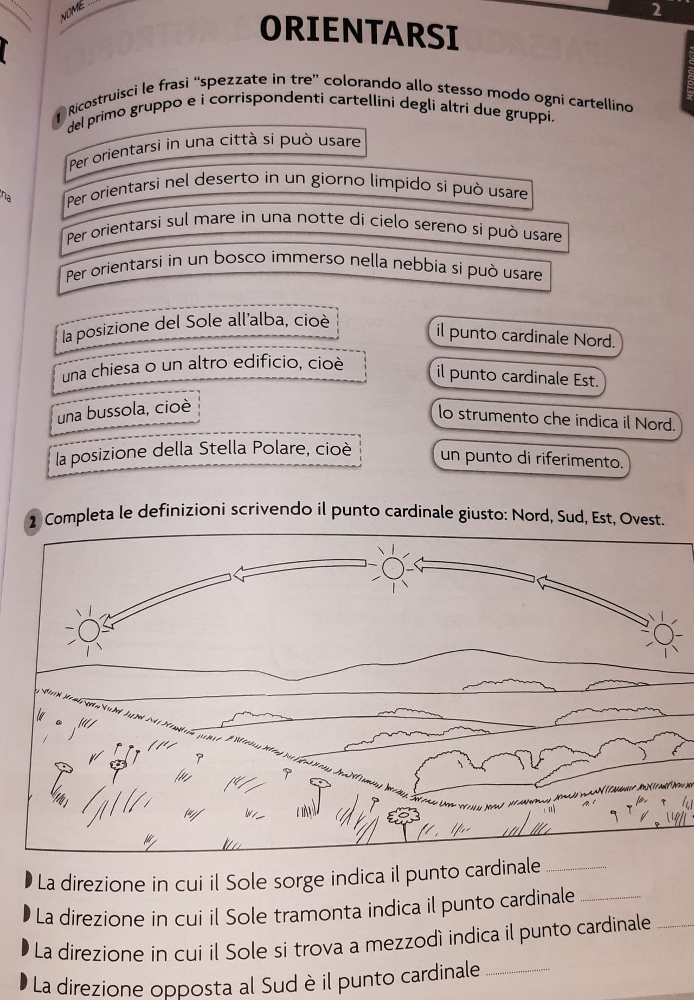 NOME
2
ORIENTARSI
METODOLOGIA
1 Ricostruisci le frasi “spezzate in tre” colorando allo stesso modo ogni cartellino
del primo gruppo e i corrispondenti cartellini degli altri due gruppi.
Per orientarsi in una città si può usare
Per orientarsi nel deserto in un giorno limpido si può usare
Per orientarsi sul mare in una notte di cielo sereno si può usare
Per orientarsi in un bosco immerso nella nebbia si può usare
la posizione del Sole all’alba, cioè
una chiesa o un altro edificio, cioè
una bussola, cioè
la posizione della Stella Polare, cioè
il punto cardinale Nord.
il punto cardinale Est.
lo strumento che indica il Nord.
un punto di riferimento.
2 Completa le definizioni scrivendo il punto cardinale giusto: Nord, Sud, Est, Ovest.
La direzione in cui il Sole sorge indica il punto cardinale
La direzione in cui il Sole tramonta indica il punto cardinale
La direzione in cui il Sole si trova a mezzodì indica il punto cardinale
La direzione opposta al Sud è il punto cardinale